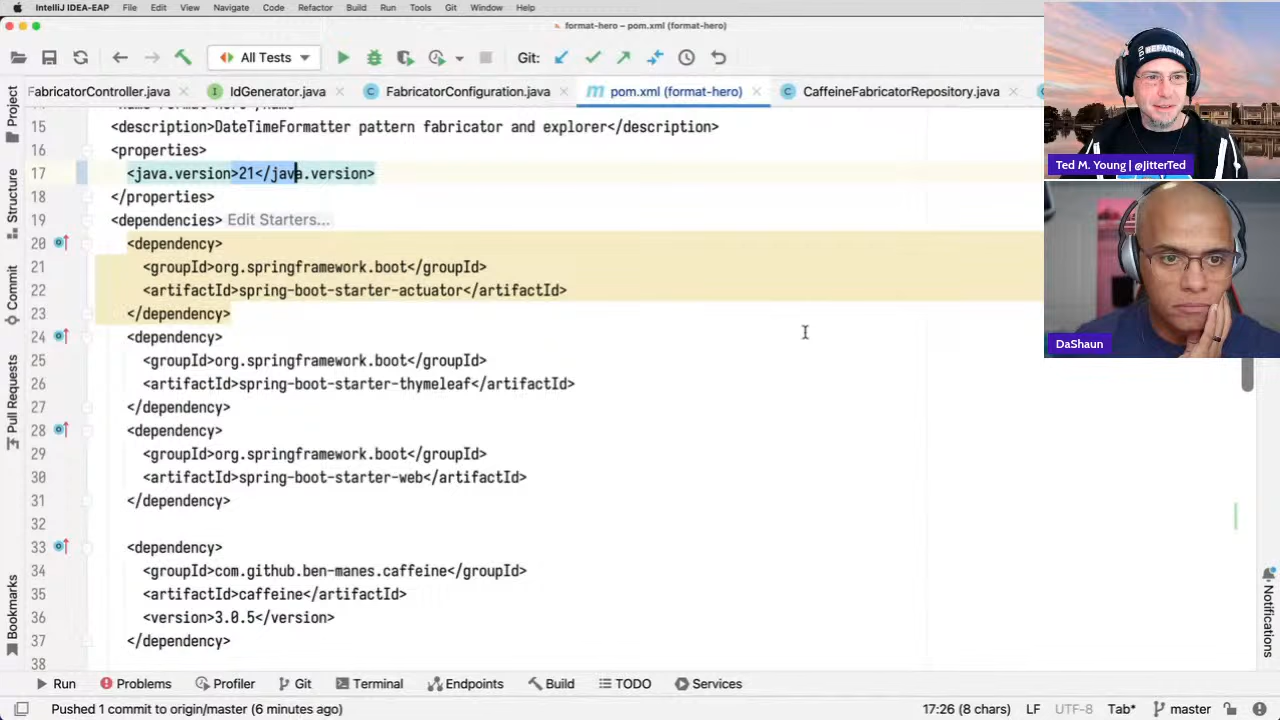 IntelliJ IDEA-EAP File Edit View Navigate Code Refactor Build Run Tools Git Window Help
format-hero – pom.xml (format-hero)
All Tests Git:
FabricatorController.java IdGenerator.java FabricatorConfiguration.java pom.xml (format-hero) CaffeineFabricatorRepository.java
15 <description>DateTimeFormatter pattern fabricator and explorer</description>
16 <properties>
17 <java.version>21</java.version>
18 </properties>
19 <dependencies> Edit Starters...
20 <dependency>
21 <groupId>org.springframework.boot</groupId>
22 <artifactId>spring-boot-starter-actuator</artifactId>
23 </dependency>
24 <dependency>
25 <groupId>org.springframework.boot</groupId>
26 <artifactId>spring-boot-starter-thymeleaf</artifactId>
27 </dependency>
28 <dependency>
29 <groupId>org.springframework.boot</groupId>
30 <artifactId>spring-boot-starter-web</artifactId>
31 </dependency>
32
33 <dependency>
34 <groupId>com.github.ben-manes.caffeine</groupId>
35 <artifactId>caffeine</artifactId>
36 <version>3.0.5</version>
37 </dependency>
38
Project
Structure
Commit
Pull Requests
Bookmarks
Notifications
REFACTOR
Ted M. Young | @JitterTed
DaShaun
Run Problems Profiler Git Terminal Endpoints Build TODO Services
Pushed 1 commit to origin/master (6 minutes ago) 17:26 (8 chars) LF UTF-8 Tab* master